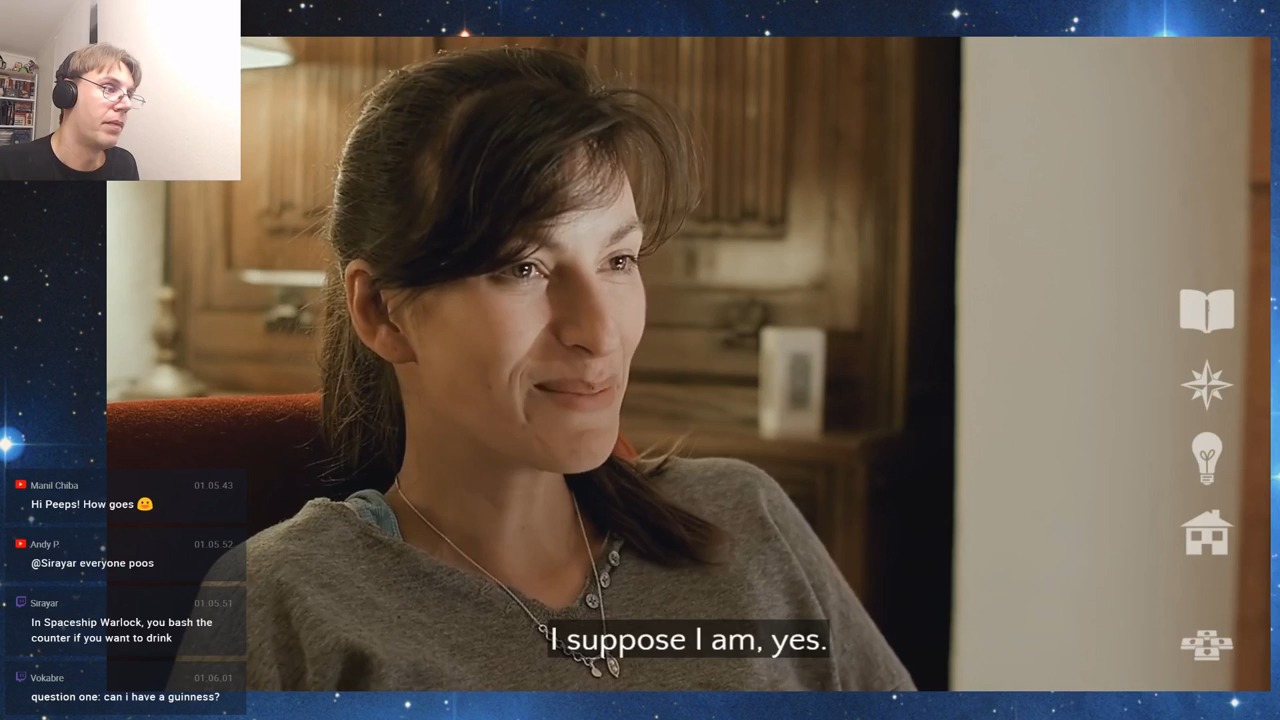 Manil Chiba 01:05:43
Hi Peeps! How goes 🙂
Andy P. 01:05:52
@Sirayar everyone poos
Sirayar 01:05:51
In Spaceship Warlock, you bash the
counter if you want to drink
Vokabre 01:06:01
question one: can i have a guinness?
I suppose I am, yes.